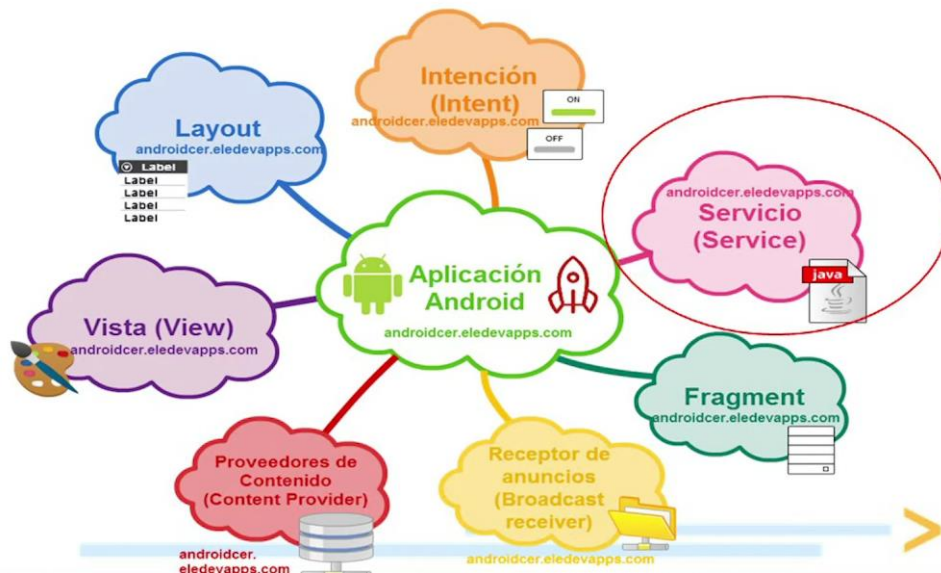 Intención
(Intent)
androidcer.eledevapps.com
ON
OFF
Layout
androidcer.eledevapps.com
Label
Label
Label
Label
Label
androidcer.eledevapps.com
Servicio
(Service)
java
Aplicación
Android
androidcer.eledevapps.com
Vista (View)
androidcer.eledevapps.com
Fragment
androidcer.eledevapps.com
Proveedores de
Contenido
(Content Provider)
androidcer.
eledevapps.com
Receptor de
anuncios
(Broadcast
receiver)
androidcer.eledevapps.com